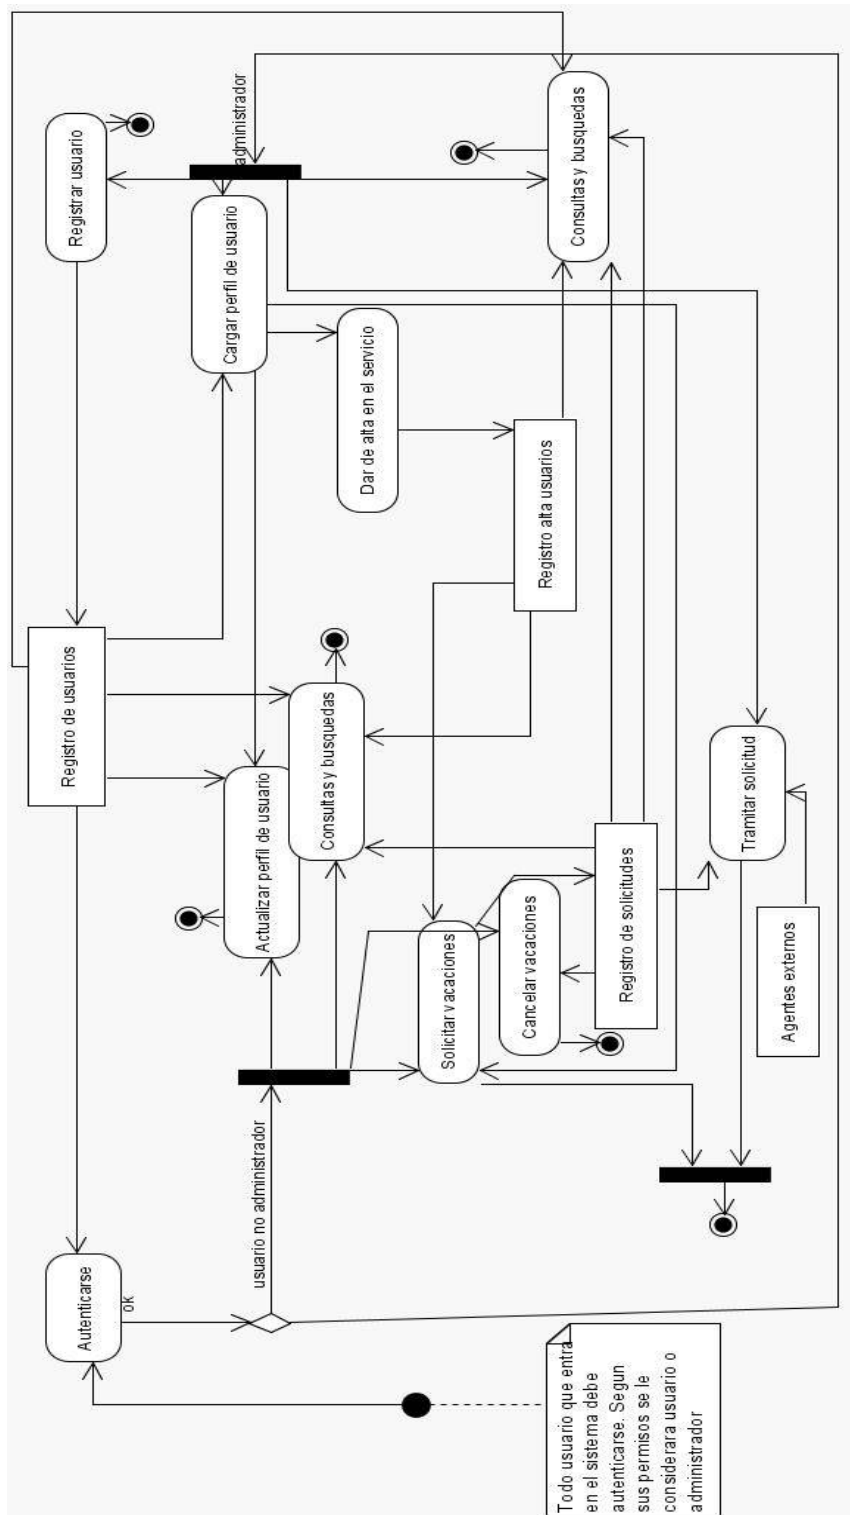 Todo usuario que entra
en el sistema debe
autenticarse. Segun
sus permisos se le
considerara usuario o
administrador
Autenticarse
ok
usuario no administrador
administrador
Registro de usuarios
Registrar usuario
Actualizar perfil de usuario
Cargar perfil de usuario
Consultas y busquedas
Dar de alta en el servicio
Solicitar vacaciones
Cancelar vacaciones
Registro alta usuarios
Consultas y busquedas
Registro de solicitudes
Tramitar solicitud
Agentes externos